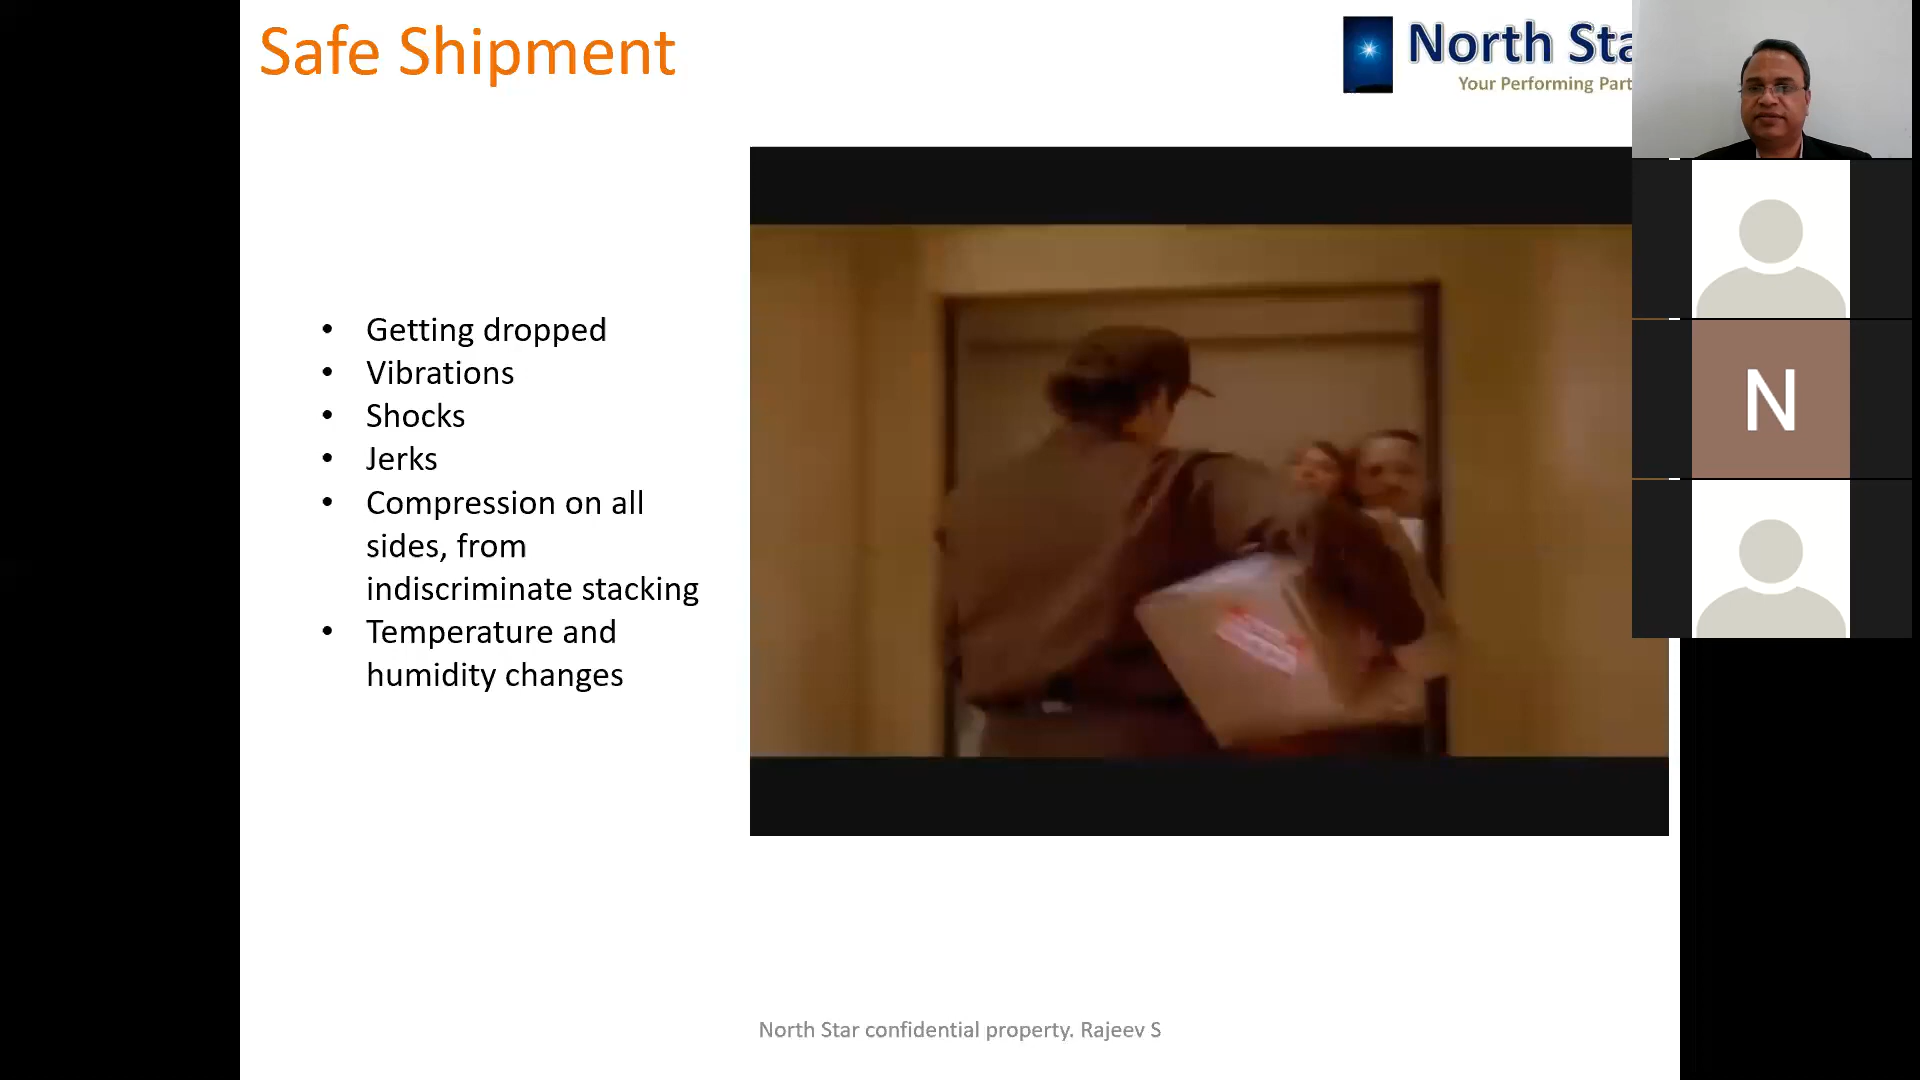 Safe Shipment
North Sta
Your Performing Part
• Getting dropped
• Vibrations
• Shocks
• Jerks
• Compression on all
sides, from
indiscriminate stacking
• Temperature and
humidity changes
N
North Star confidential property. Rajeev S